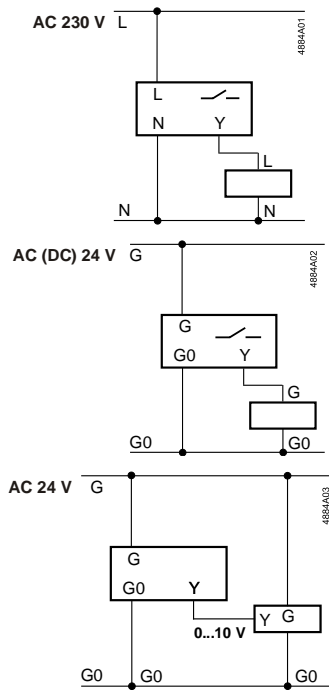 AC 230 V L
4884A01
L
N Y
L
N N
AC (DC) 24 V G
4884A02
G
G0 Y
G
G0 G0
AC 24 V G
4884A03
G
G0 Y
Y G
0...10 V
G0 G0 G0